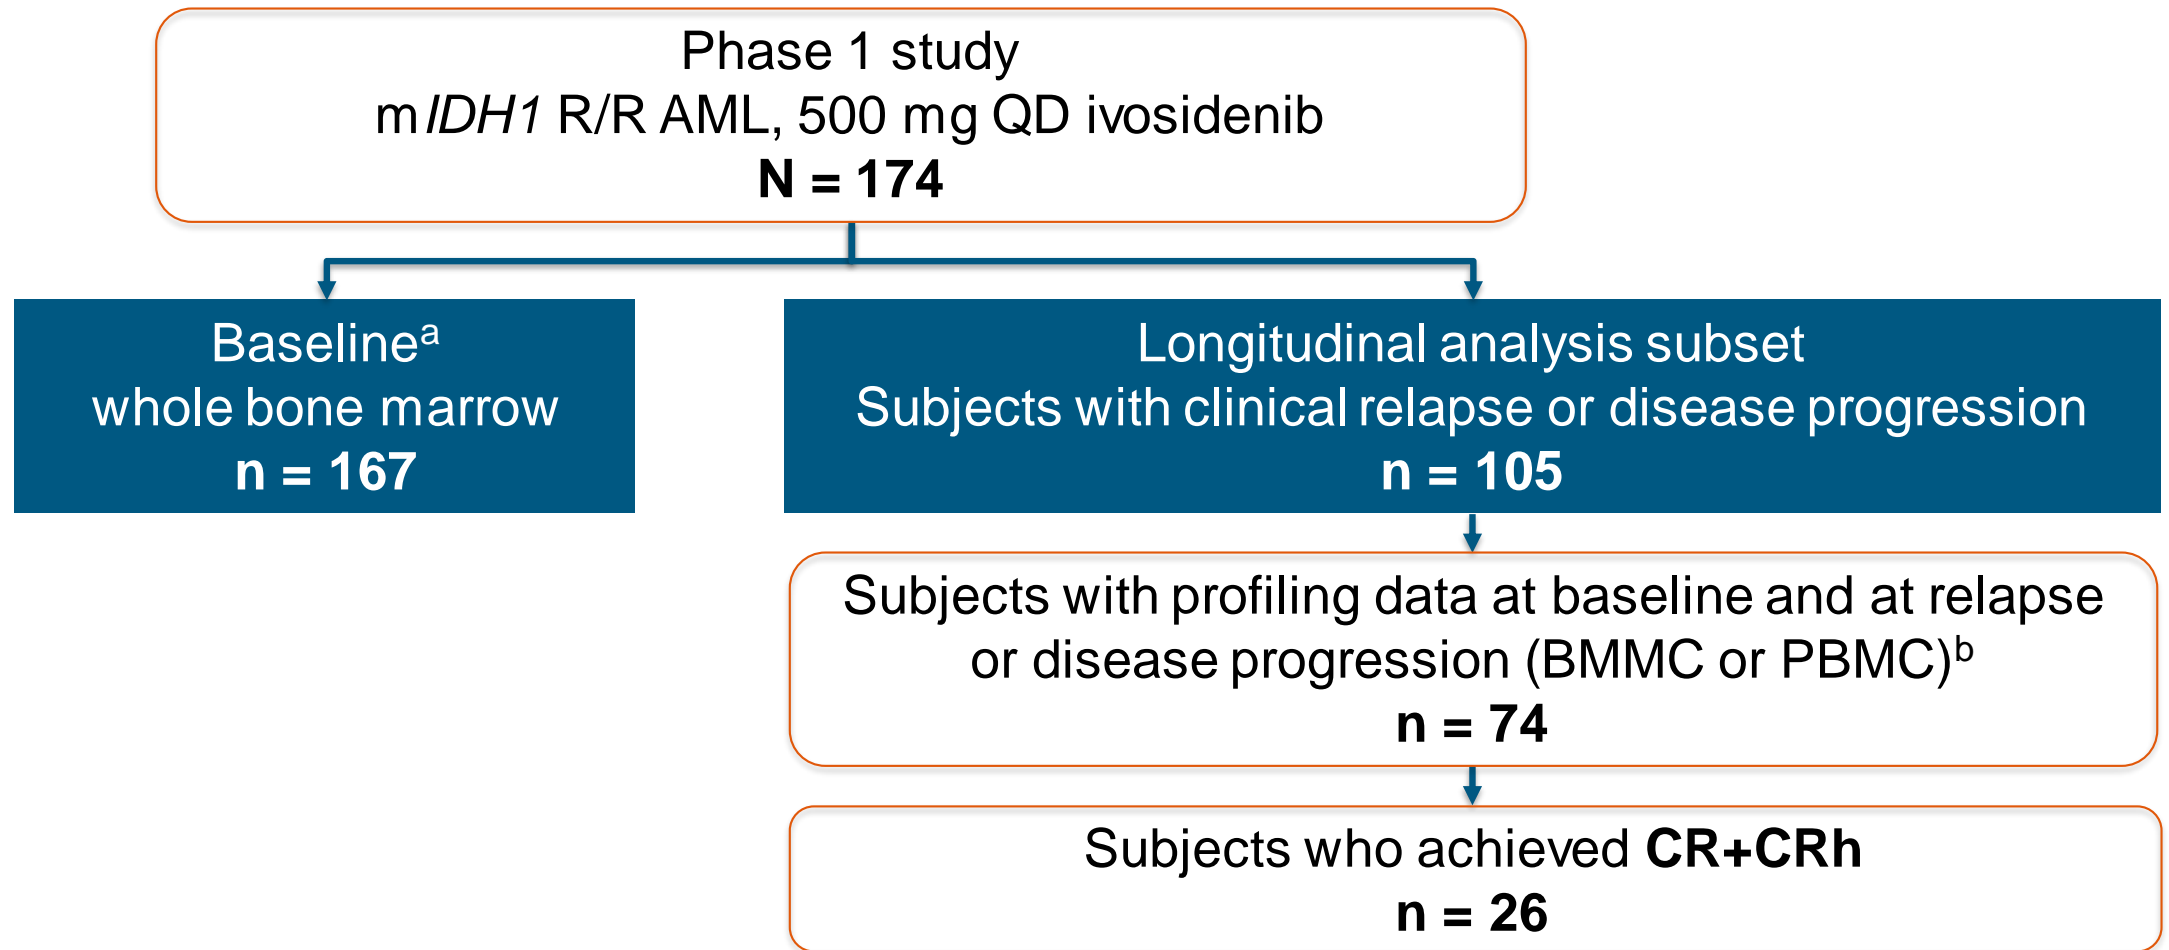 Phase 1 study
mIDH1 R/R AML, 500 mg QD ivosidenib
N = 174
Baselineᵃ
whole bone marrow
n = 167
Longitudinal analysis subset
Subjects with clinical relapse or disease progression
n = 105
Subjects with profiling data at baseline and at relapse
or disease progression (BMMC or PBMC)ᵇ
n = 74
Subjects who achieved CR+CRh
n = 26